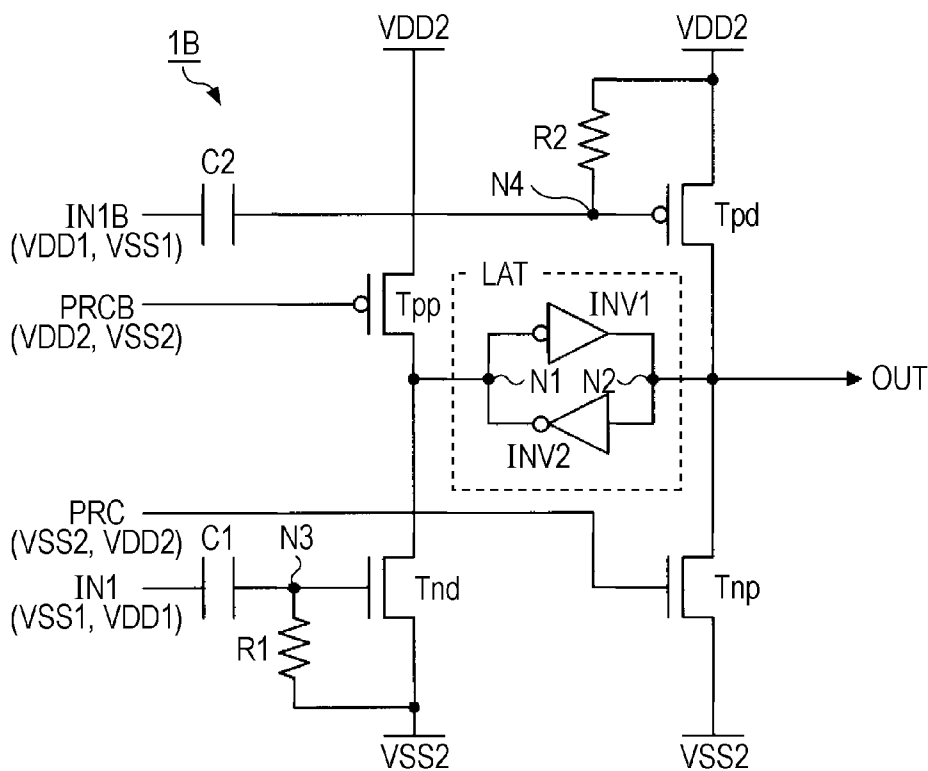 1B
VDD2
VDD2
R2
C2
N4
IN1B
(VDD1, VSS1)
Tpd
LAT
PRCB
(VDD2, VSS2)
Tpp
INV1
N1
N2
OUT
INV2
PRC
(VSS2, VDD2)
C1
N3
IN1
(VSS1, VDD1)
Tnd
Tnp
R1
VSS2
VSS2